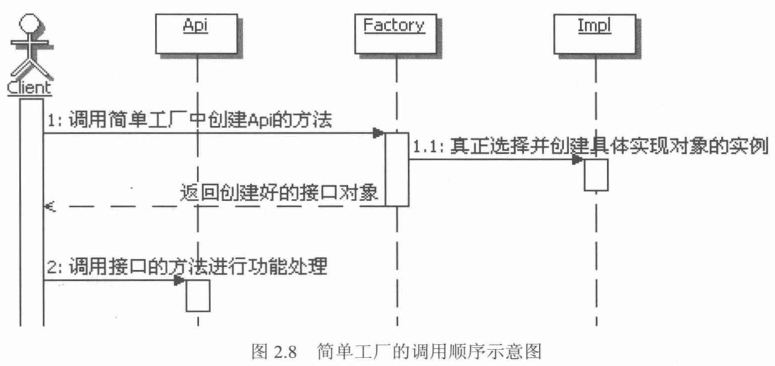 Api
Factory
Impl
Client
1: 调用简单工厂中创建Api的方法
1.1: 真正选择并创建具体实现对象的实例
返回创建好的接口对象
2: 调用接口的方法进行功能处理
图 2.8 简单工厂的调用顺序示意图